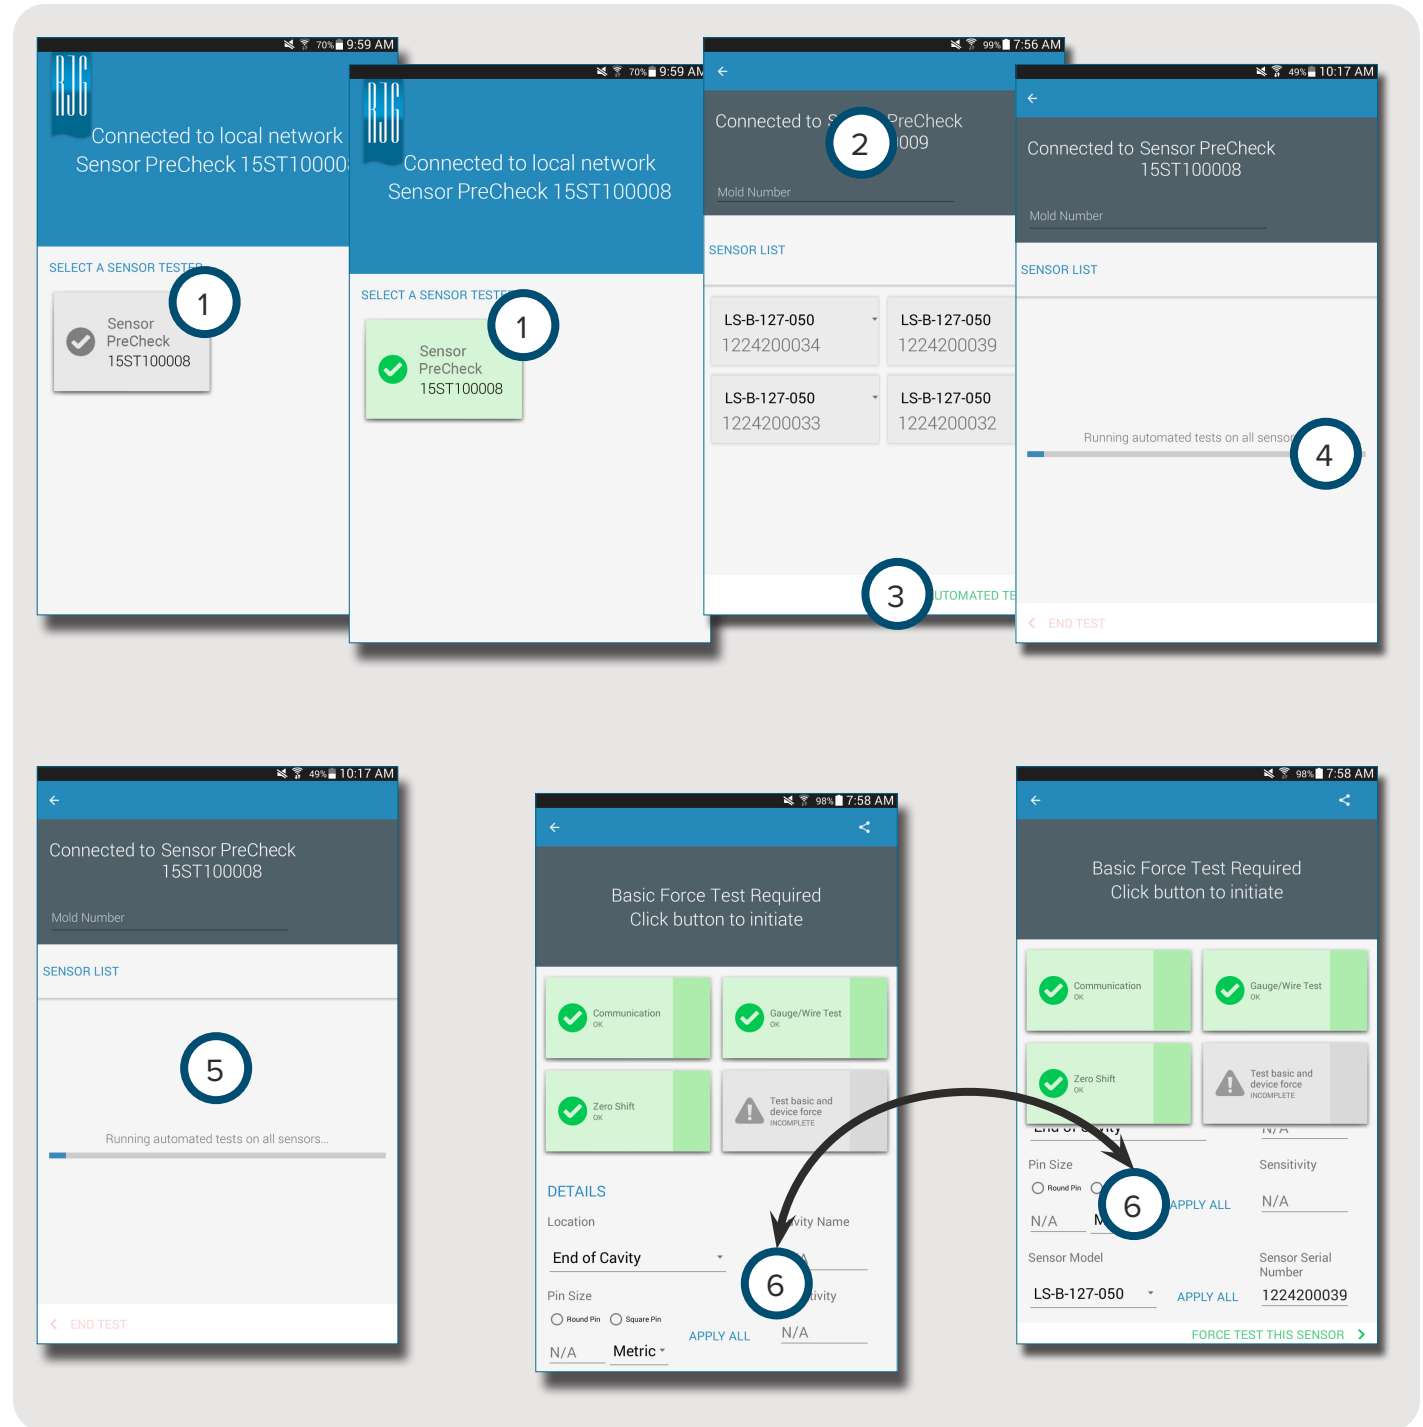 70% 9:59 AM
RJG
Connected to local network
Sensor PreCheck 15ST100008
SELECT A SENSOR TESTER
1
Sensor
PreCheck
15ST100008
70% 9:59 AM
RJG
Connected to local network
Sensor PreCheck 15ST100008
SELECT A SENSOR TESTE
1
Sensor
PreCheck
15ST100008
99% 7:56 AM
Connected to S PreCheck
009
2
Mold Number
SENSOR LIST
LS-B-127-050
1224200034
LS-B-127-050
1224200039
LS-B-127-050
1224200033
LS-B-127-050
1224200032
3
UTOMATED TE
49% 10:17 AM
Connected to Sensor PreCheck
15ST100008
Mold Number
SENSOR LIST
Running automated tests on all sensor
4
END TEST
49% 10:17 AM
Connected to Sensor PreCheck
15ST100008
Mold Number
SENSOR LIST
5
Running automated tests on all sensors...
END TEST
98% 7:58 AM
Basic Force Test Required
Click button to initiate
Communication
OK
Gauge/Wire Test
OK
Zero Shift
OK
Test basic and
device force
INCOMPLETE
DETAILS
Location
vity Name
End of Cavity
6
Pin Size
tivity
Round Pin Square Pin
APPLY ALL
N/A
N/A Metric
98% 7:58 AM
Basic Force Test Required
Click button to initiate
Communication
OK
Gauge/Wire Test
OK
Zero Shift
OK
Test basic and
device force
INCOMPLETE
End of Cavity
N/A
Pin Size
Sensitivity
Round Pin
6
APPLY ALL
N/A
N/A M
Sensor Model
Sensor Serial
Number
LS-B-127-050
APPLY ALL
1224200039
FORCE TEST THIS SENSOR